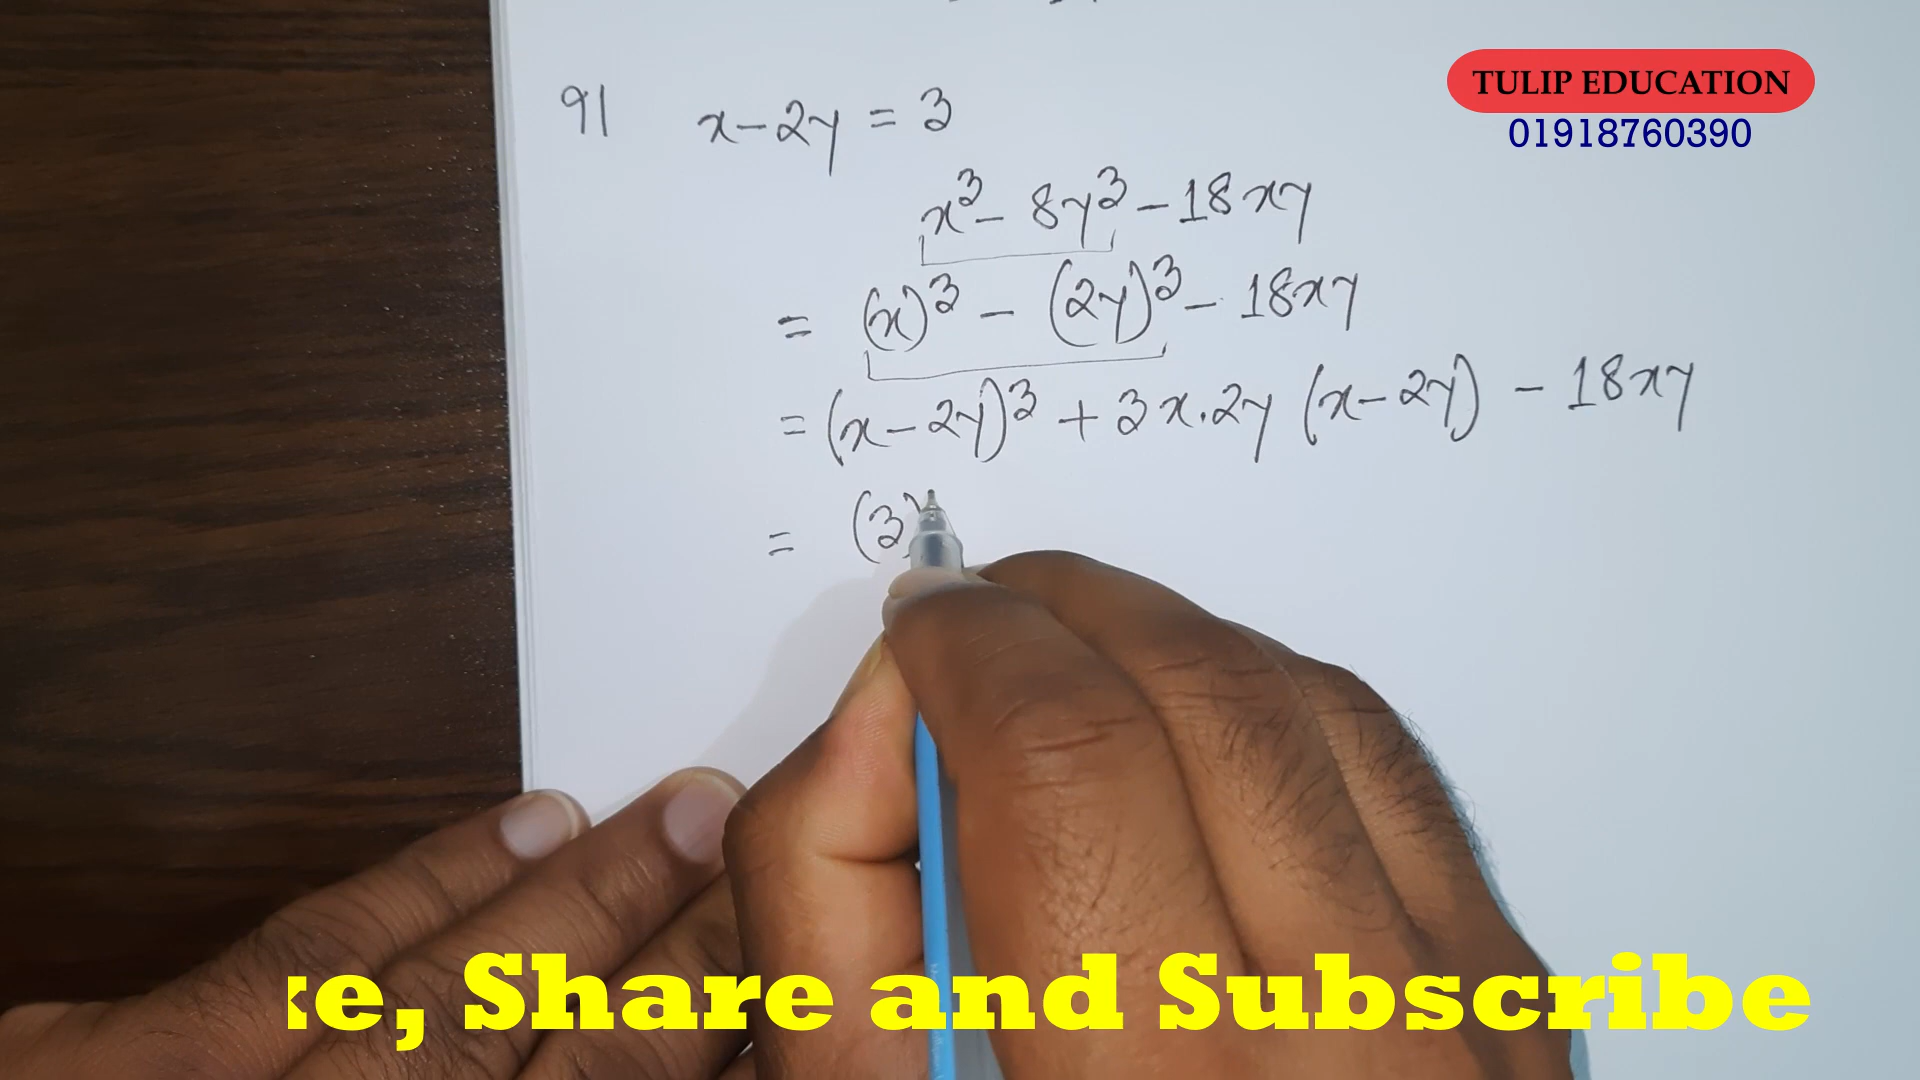 TULIP EDUCATION
01918760390
91 x - 2y = 3
x³ - 8y³ - 18xy
= (x)³ - (2y)³ - 18xy
= (x - 2y)³ + 3x.2y (x - 2y) - 18xy
= (3)
e, Share and Subscribe